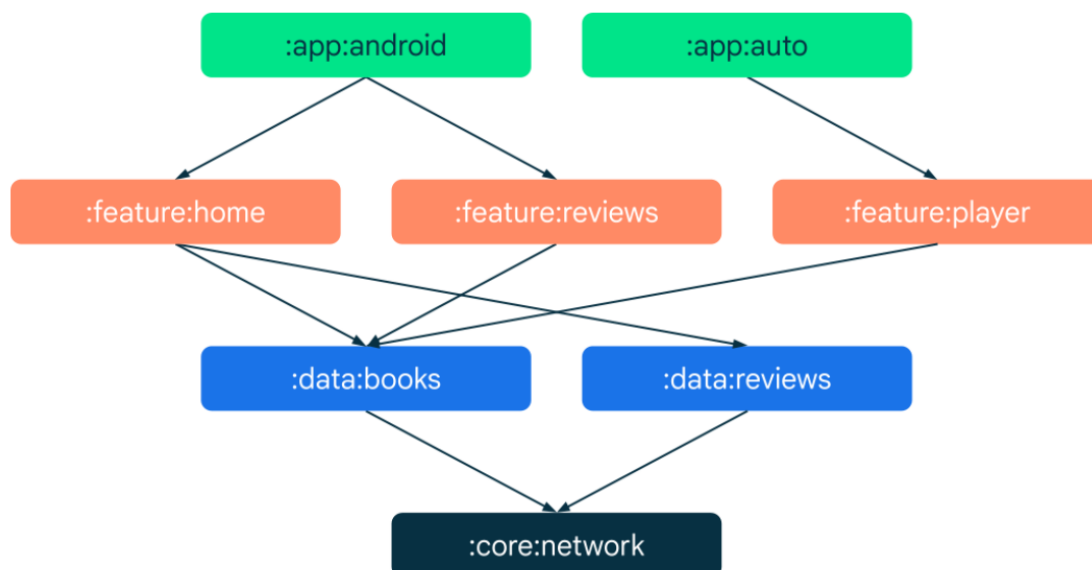 :app:android
:app:auto
:feature:home
:feature:reviews
:feature:player
:data:books
:data:reviews
:core:network